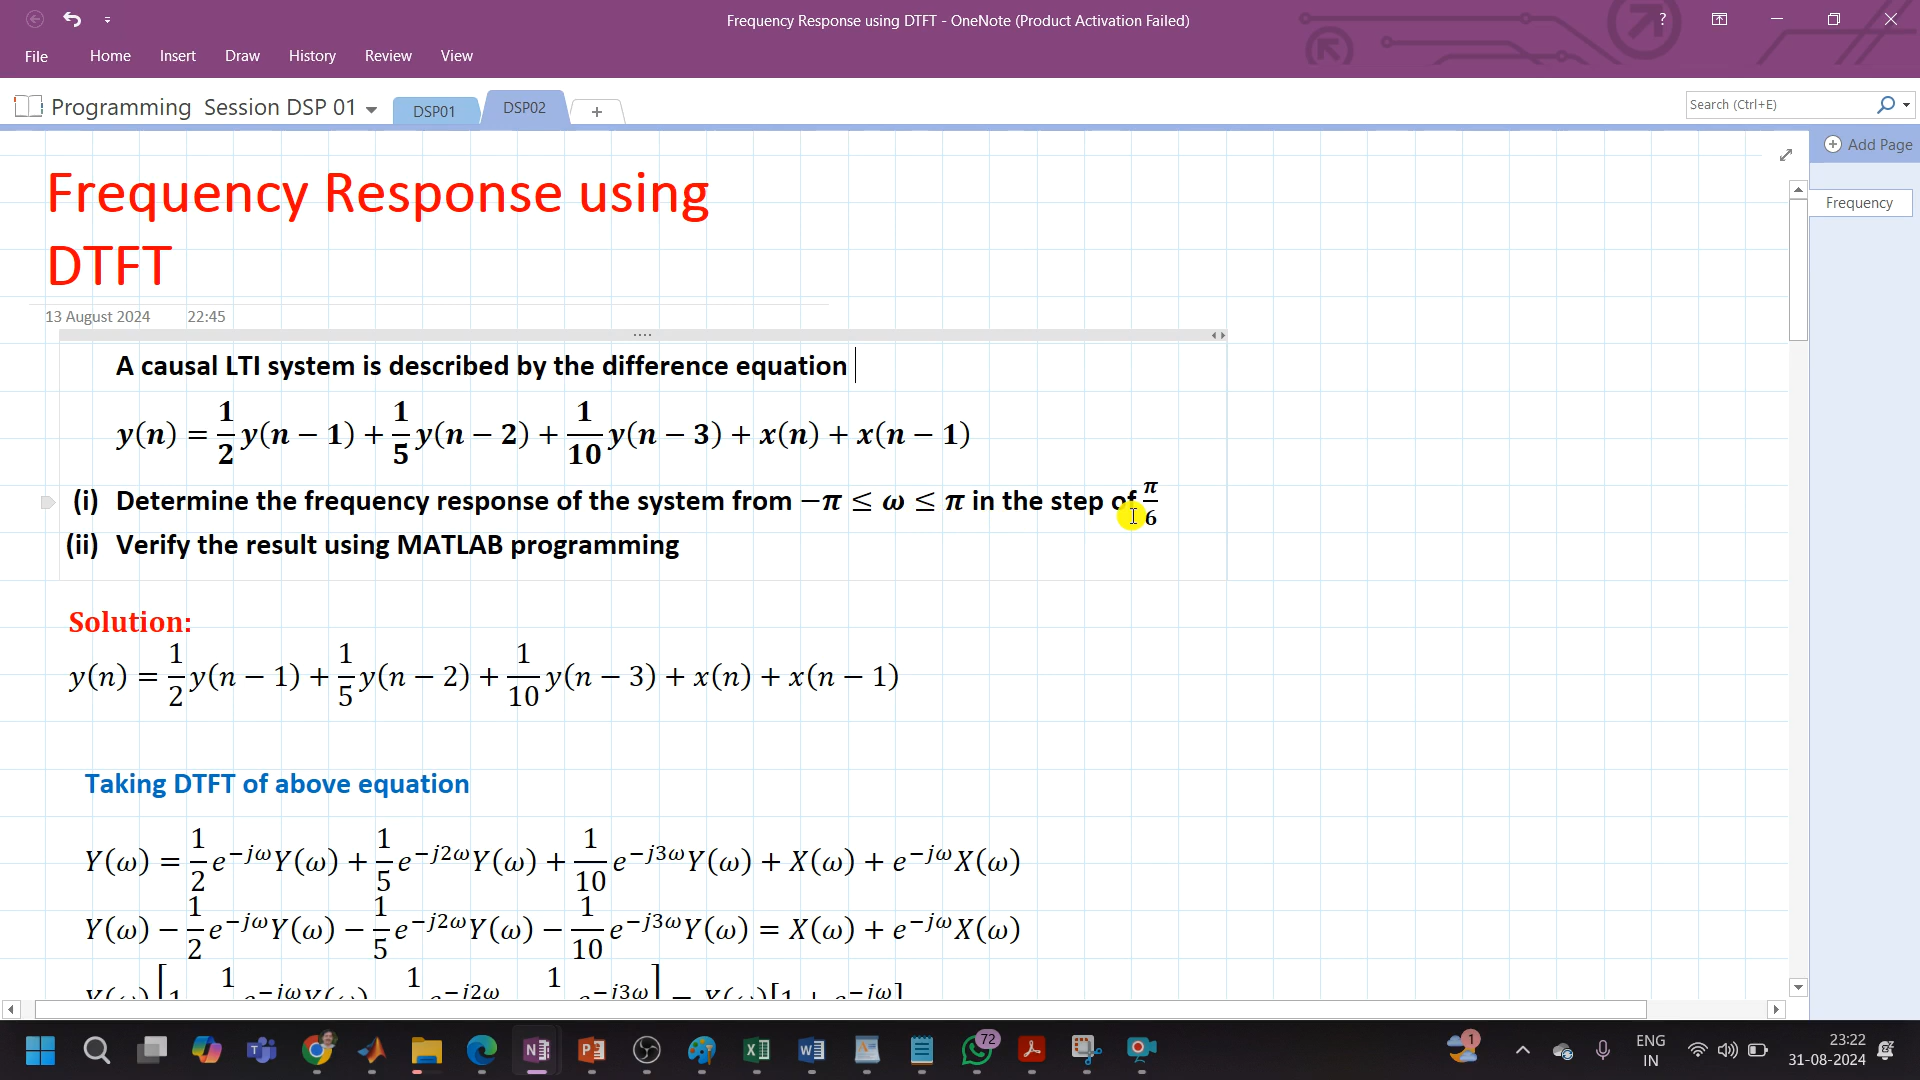 Frequency Response using DTFT - OneNote (Product Activation Failed)
?
File Home Insert Draw History Review View
Programming Session DSP 01 DSP01 DSP02 + Search (Ctrl+E)
Add Page
Frequency
Frequency Response using
DTFT
13 August 2024 22:45
A causal LTI system is described by the difference equation
y(n) = 1/2 y(n − 1) + 1/5 y(n − 2) + 1/10 y(n − 3) + x(n) + x(n − 1)
(i) Determine the frequency response of the system from −π ≤ ω ≤ π in the step of π/6
(ii) Verify the result using MATLAB programming
Solution:
y(n) = 1/2 y(n − 1) + 1/5 y(n − 2) + 1/10 y(n − 3) + x(n) + x(n − 1)
Taking DTFT of above equation
Y(ω) = 1/2 e^−jω Y(ω) + 1/5 e^−j2ω Y(ω) + 1/10 e^−j3ω Y(ω) + X(ω) + e^−jω X(ω)
Y(ω) − 1/2 e^−jω Y(ω) − 1/5 e^−j2ω Y(ω) − 1/10 e^−j3ω Y(ω) = X(ω) + e^−jω X(ω)
72
1
ENG
IN
23:22
31-08-2024